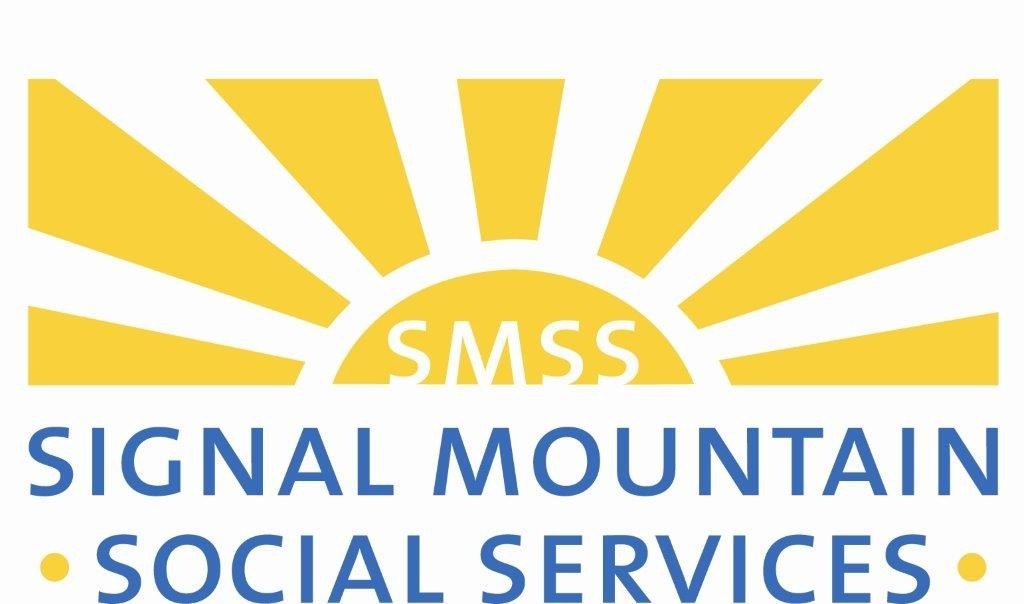 SMSS
SIGNAL MOUNTAIN
• SOCIAL SERVICES •